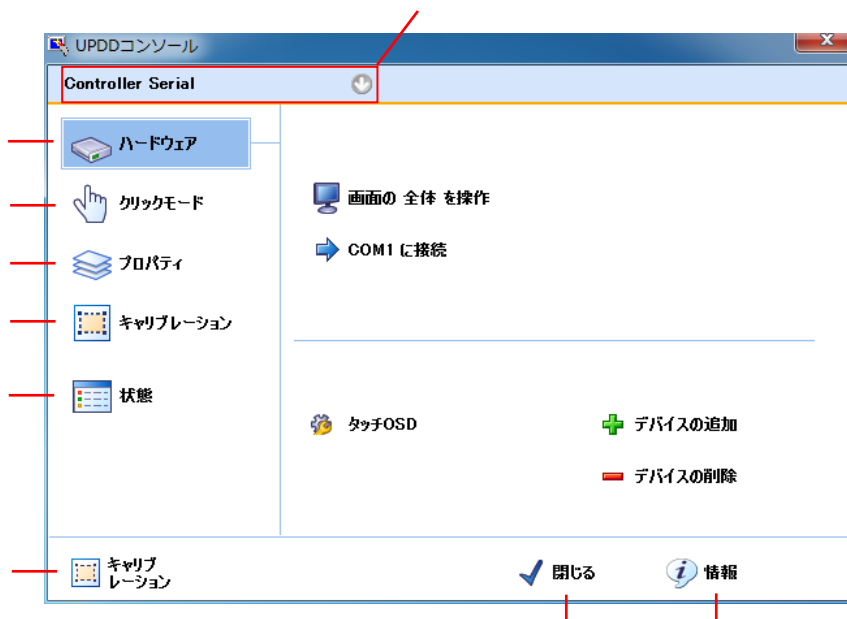 UPDDコンソール
Controller Serial
ハードウェア
クリックモード
プロパティ
キャリブレーション
状態
画面の 全体 を操作
COM1 に接続
タッチOSD
デバイスの追加
デバイスの削除
キャリブ
レーション
閉じる
情報